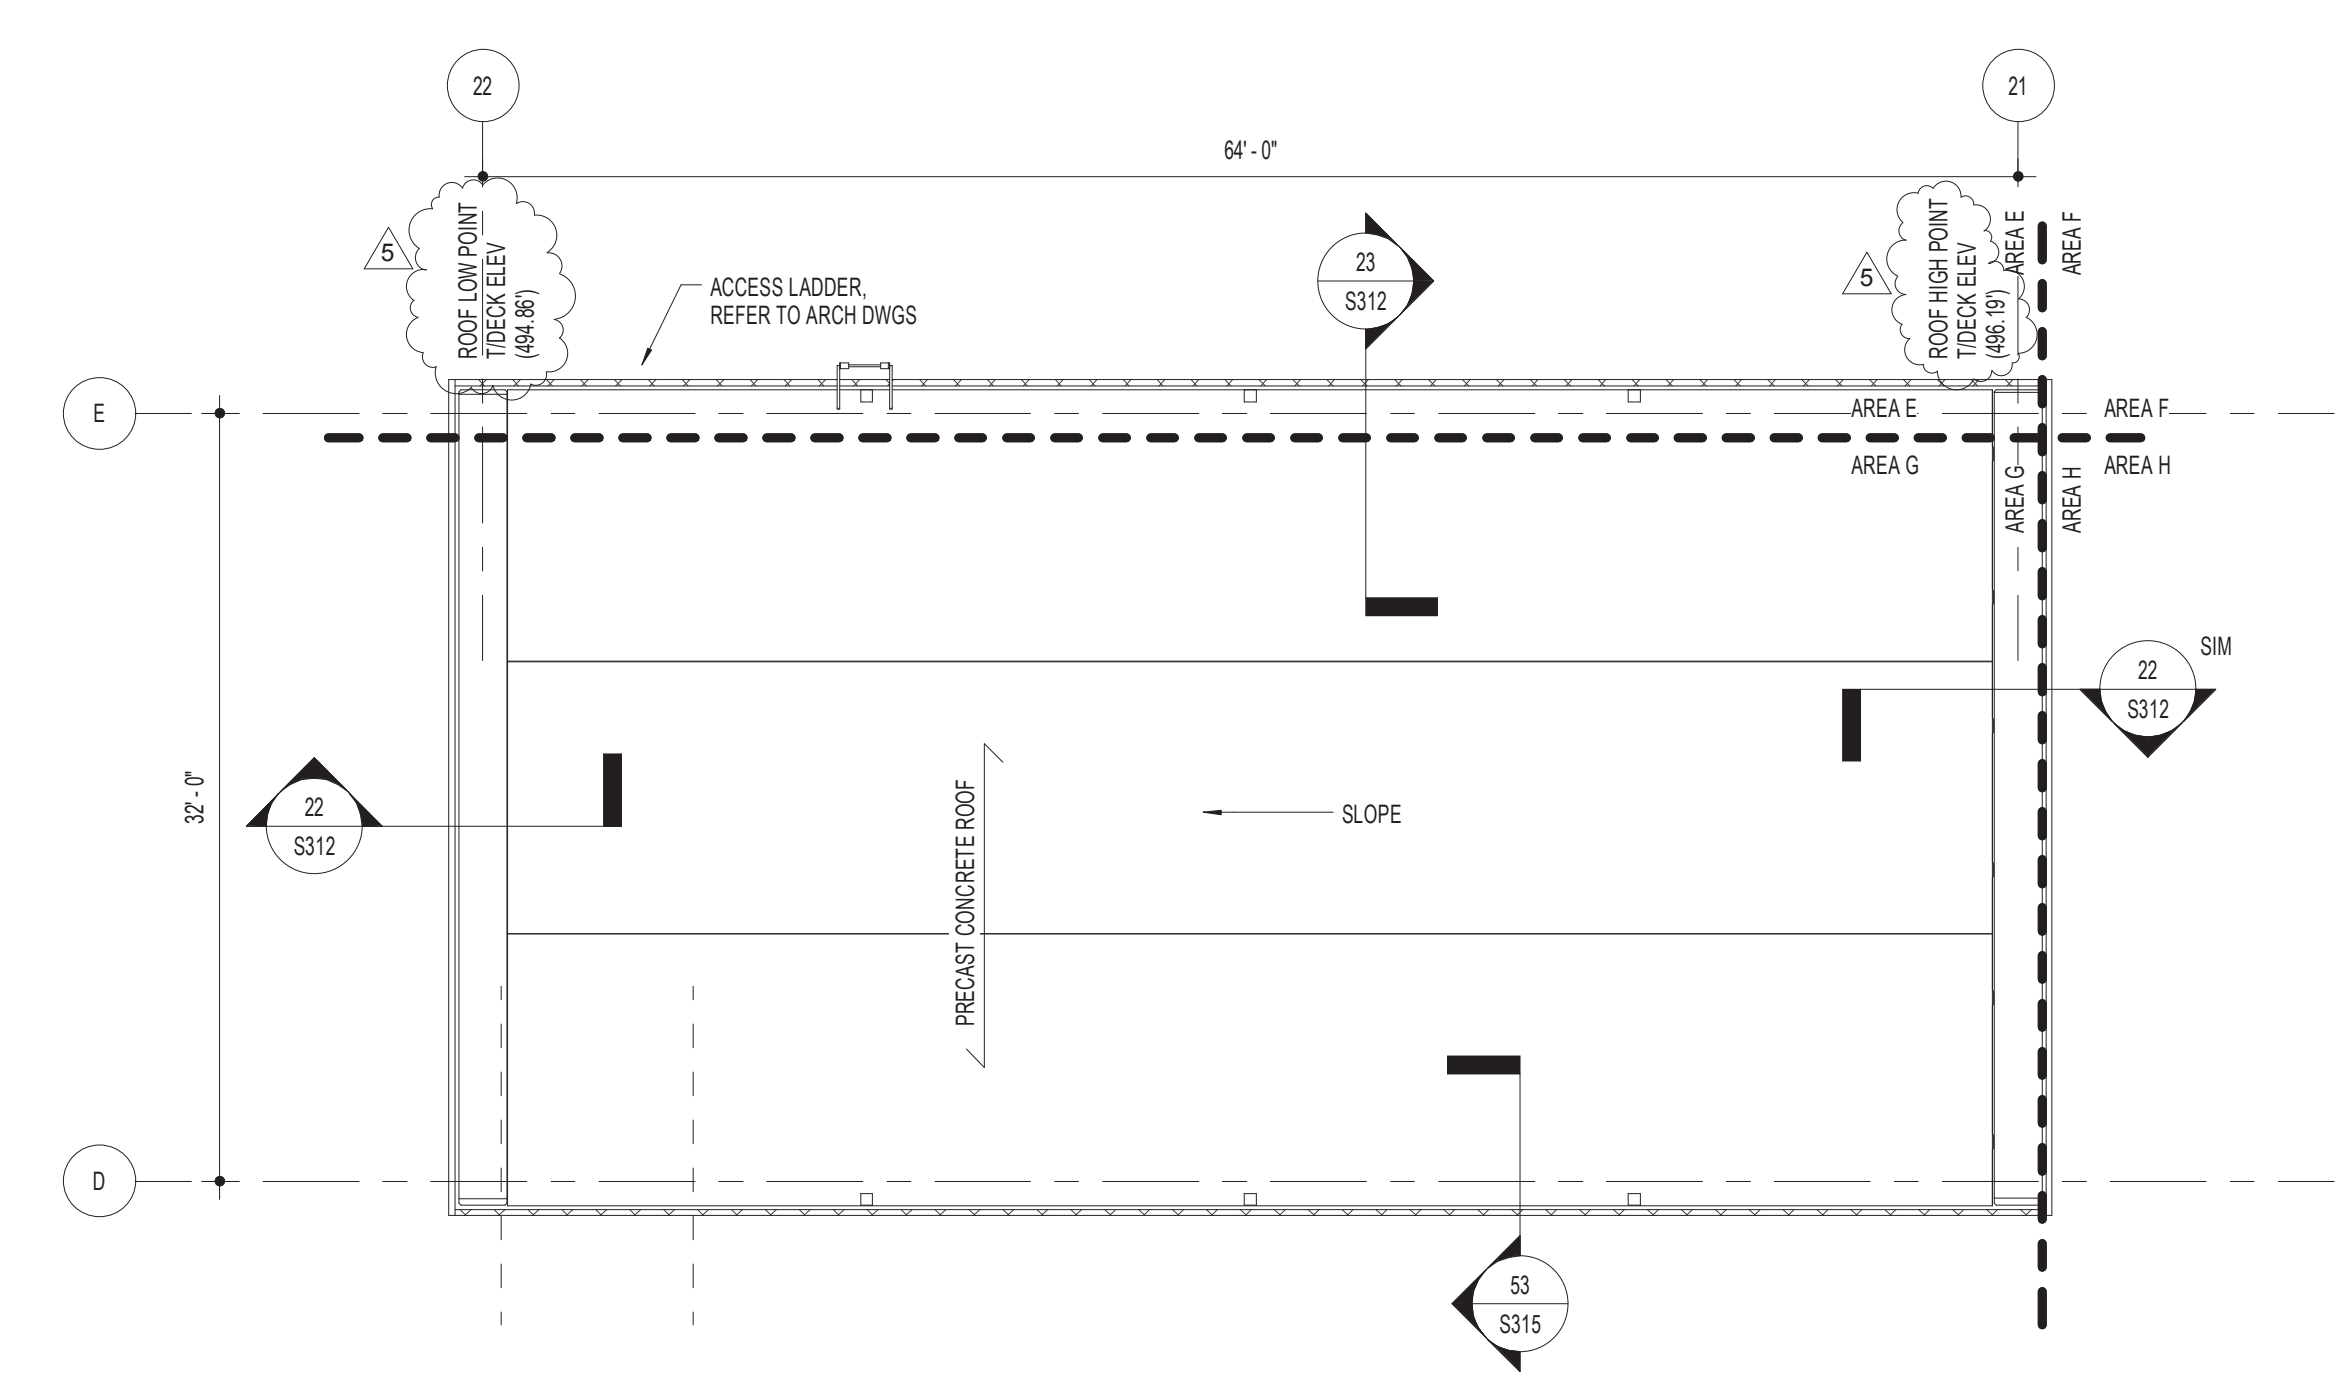 22
21
64' - 0"
ROOF LOW POINT
T/DECK ELEV
(494.86')
5
ACCESS LADDER,
REFER TO ARCH DWGS
23
S312
5
ROOF HIGH POINT
T/DECK ELEV
(496.19')
AREA E
AREA F
E
AREA E
AREA F
AREA G
AREA H
AREA G
AREA H
SIM
22
S312
32' - 0"
22
S312
PRECAST CONCRETE ROOF
SLOPE
D
53
S315